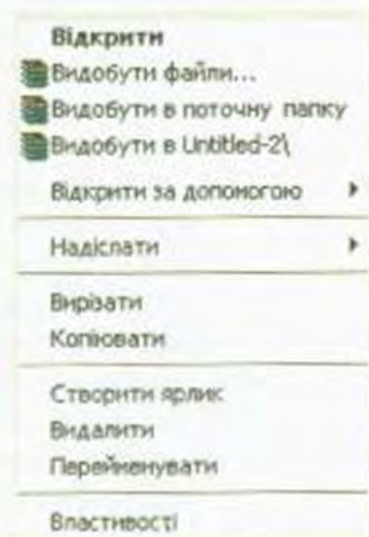 Відкрити
Видобути файли...
Видобути в поточну папку
Видобути в Untitled-2\
Відкрити за допомогою
Надіслати
Вирізати
Копіювати
Створити ярлик
Видалити
Перейменувати
Властивості